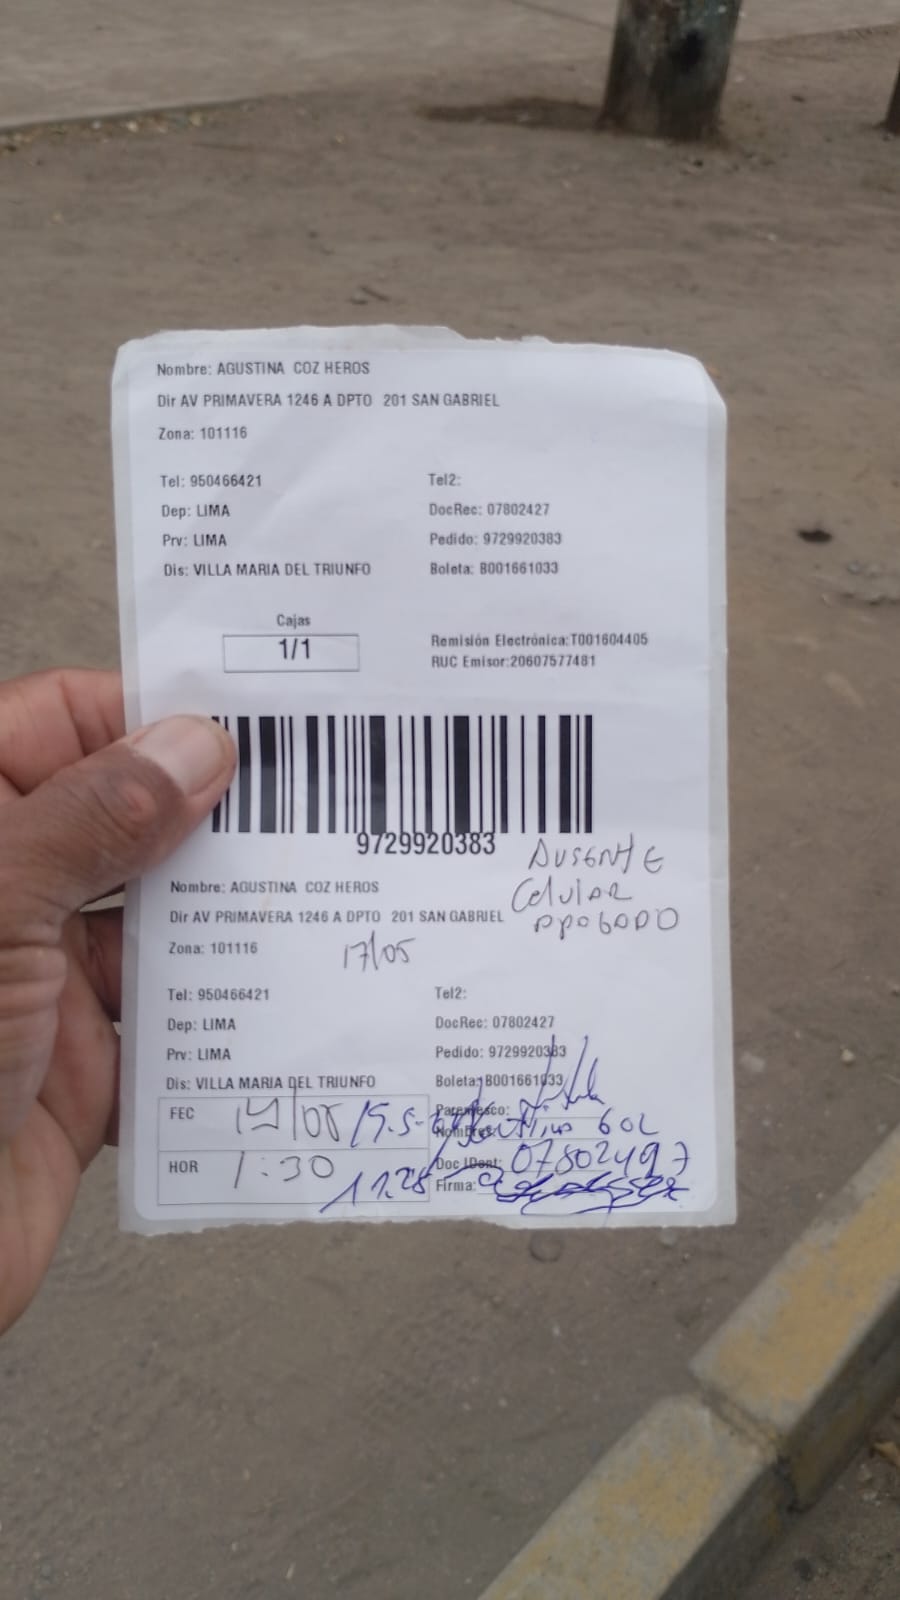 Nombre: AGUSTINA COZ HEROS
Dir AV PRIMAVERA 1246 A DPTO 201 SAN GABRIEL
Zona: 101116
Tel: 950466421 Tel2:
Dep: LIMA DocRec: 07802427
Prv: LIMA Pedido: 9729920383
Dis: VILLA MARIA DEL TRIUNFO Boleta: B001661033
Cajas
1/1
Remisión Electrónica:T001604405
RUC Emisor:20607577481
9729920383
AUSENTE
Celular
APAGADO
Nombre: AGUSTINA COZ HEROS
Dir AV PRIMAVERA 1246 A DPTO 201 SAN GABRIEL
Zona: 101116 17/05
Tel: 950466421 Tel2:
Dep: LIMA DocRec: 07802427
Prv: LIMA Pedido: 9729920383
Dis: VILLA MARIA DEL TRIUNFO Boleta: B001661033
Parentesco:
FEC Nombres:
HOR 1:30 Doc IDent:
Firma: